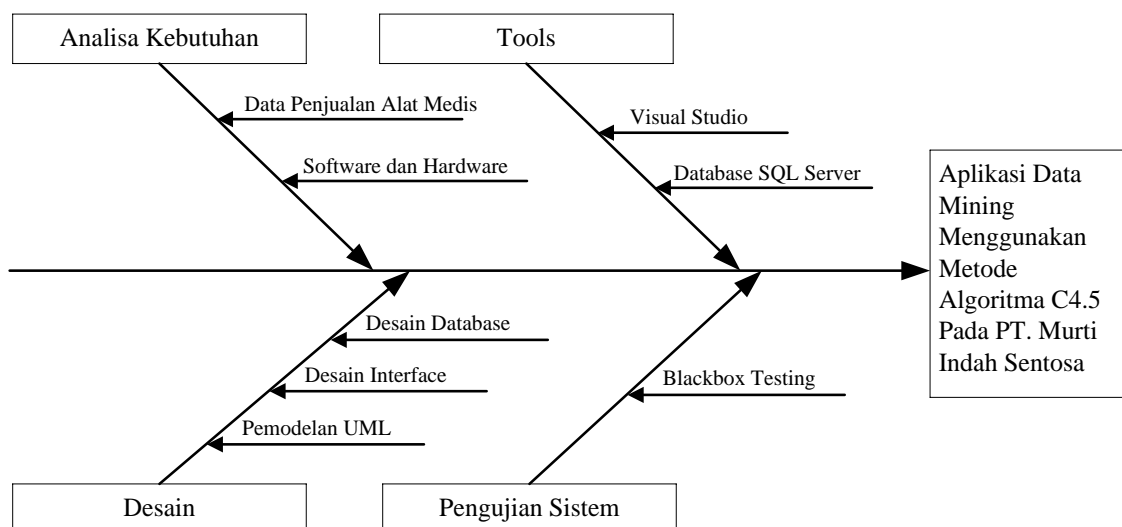 Analisa Kebutuhan
Tools
Data Penjualan Alat Medis
Visual Studio
Software dan Hardware
Database SQL Server
Aplikasi Data
Mining
Menggunakan
Metode
Algoritma C4.5
Pada PT. Murti
Indah Sentosa
Desain Database
Desain Interface
Blackbox Testing
Pemodelan UML
Desain
Pengujian Sistem